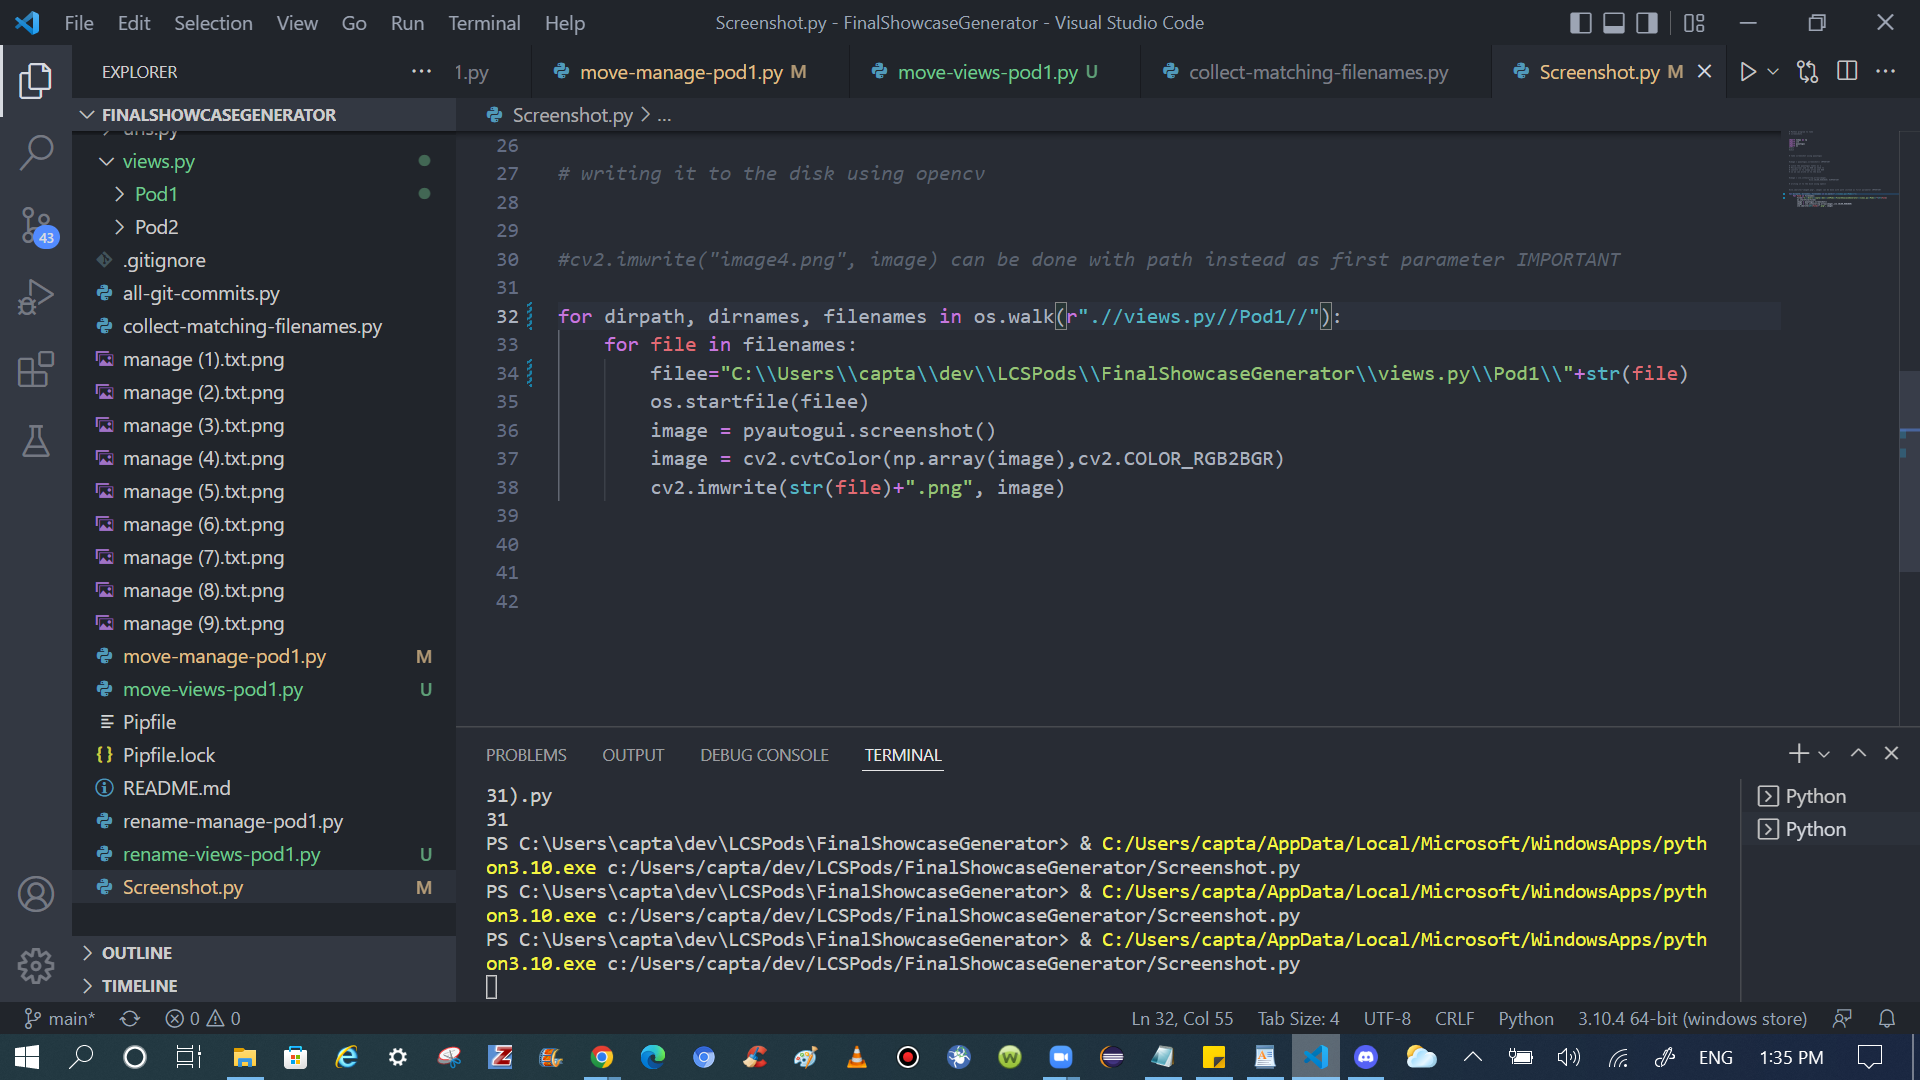 File Edit Selection View Go Run Terminal Help
Screenshot.py - FinalShowcaseGenerator - Visual Studio Code
EXPLORER
1.py
move-manage-pod1.py M
move-views-pod1.py U
collect-matching-filenames.py
Screenshot.py M
FINALSHOWCASEGENERATOR
Screenshot.py > ...
views.py
Pod1
Pod2
.gitignore
all-git-commits.py
collect-matching-filenames.py
manage (1).txt.png
manage (2).txt.png
manage (3).txt.png
manage (4).txt.png
manage (5).txt.png
manage (6).txt.png
manage (7).txt.png
manage (8).txt.png
manage (9).txt.png
move-manage-pod1.py M
move-views-pod1.py U
Pipfile
Pipfile.lock
README.md
rename-manage-pod1.py
rename-views-pod1.py U
Screenshot.py M
OUTLINE
TIMELINE
43
26
27 # writing it to the disk using opencv
28
29
30 #cv2.imwrite("image4.png", image) can be done with path instead as first parameter IMPORTANT
31
32 for dirpath, dirnames, filenames in os.walk(r".//views.py//Pod1//"):
33 for file in filenames:
34 filee="C:\\Users\\capta\\dev\\LCSPods\\FinalShowcaseGenerator\\views.py\\Pod1\\"+str(file)
35 os.startfile(filee)
36 image = pyautogui.screenshot()
37 image = cv2.cvtColor(np.array(image),cv2.COLOR_RGB2BGR)
38 cv2.imwrite(str(file)+".png", image)
39
40
41
42
PROBLEMS OUTPUT DEBUG CONSOLE TERMINAL
31).py
31
PS C:\Users\capta\dev\LCSPods\FinalShowcaseGenerator> & C:/Users/capta/AppData/Local/Microsoft/WindowsApps/pyth
on3.10.exe c:/Users/capta/dev/LCSPods/FinalShowcaseGenerator/Screenshot.py
PS C:\Users\capta\dev\LCSPods\FinalShowcaseGenerator> & C:/Users/capta/AppData/Local/Microsoft/WindowsApps/pyth
on3.10.exe c:/Users/capta/dev/LCSPods/FinalShowcaseGenerator/Screenshot.py
PS C:\Users\capta\dev\LCSPods\FinalShowcaseGenerator> & C:/Users/capta/AppData/Local/Microsoft/WindowsApps/pyth
on3.10.exe c:/Users/capta/dev/LCSPods/FinalShowcaseGenerator/Screenshot.py
Python
Python
main* 0 0
Ln 32, Col 55 Tab Size: 4 UTF-8 CRLF Python 3.10.4 64-bit (windows store)
ENG 1:35 PM